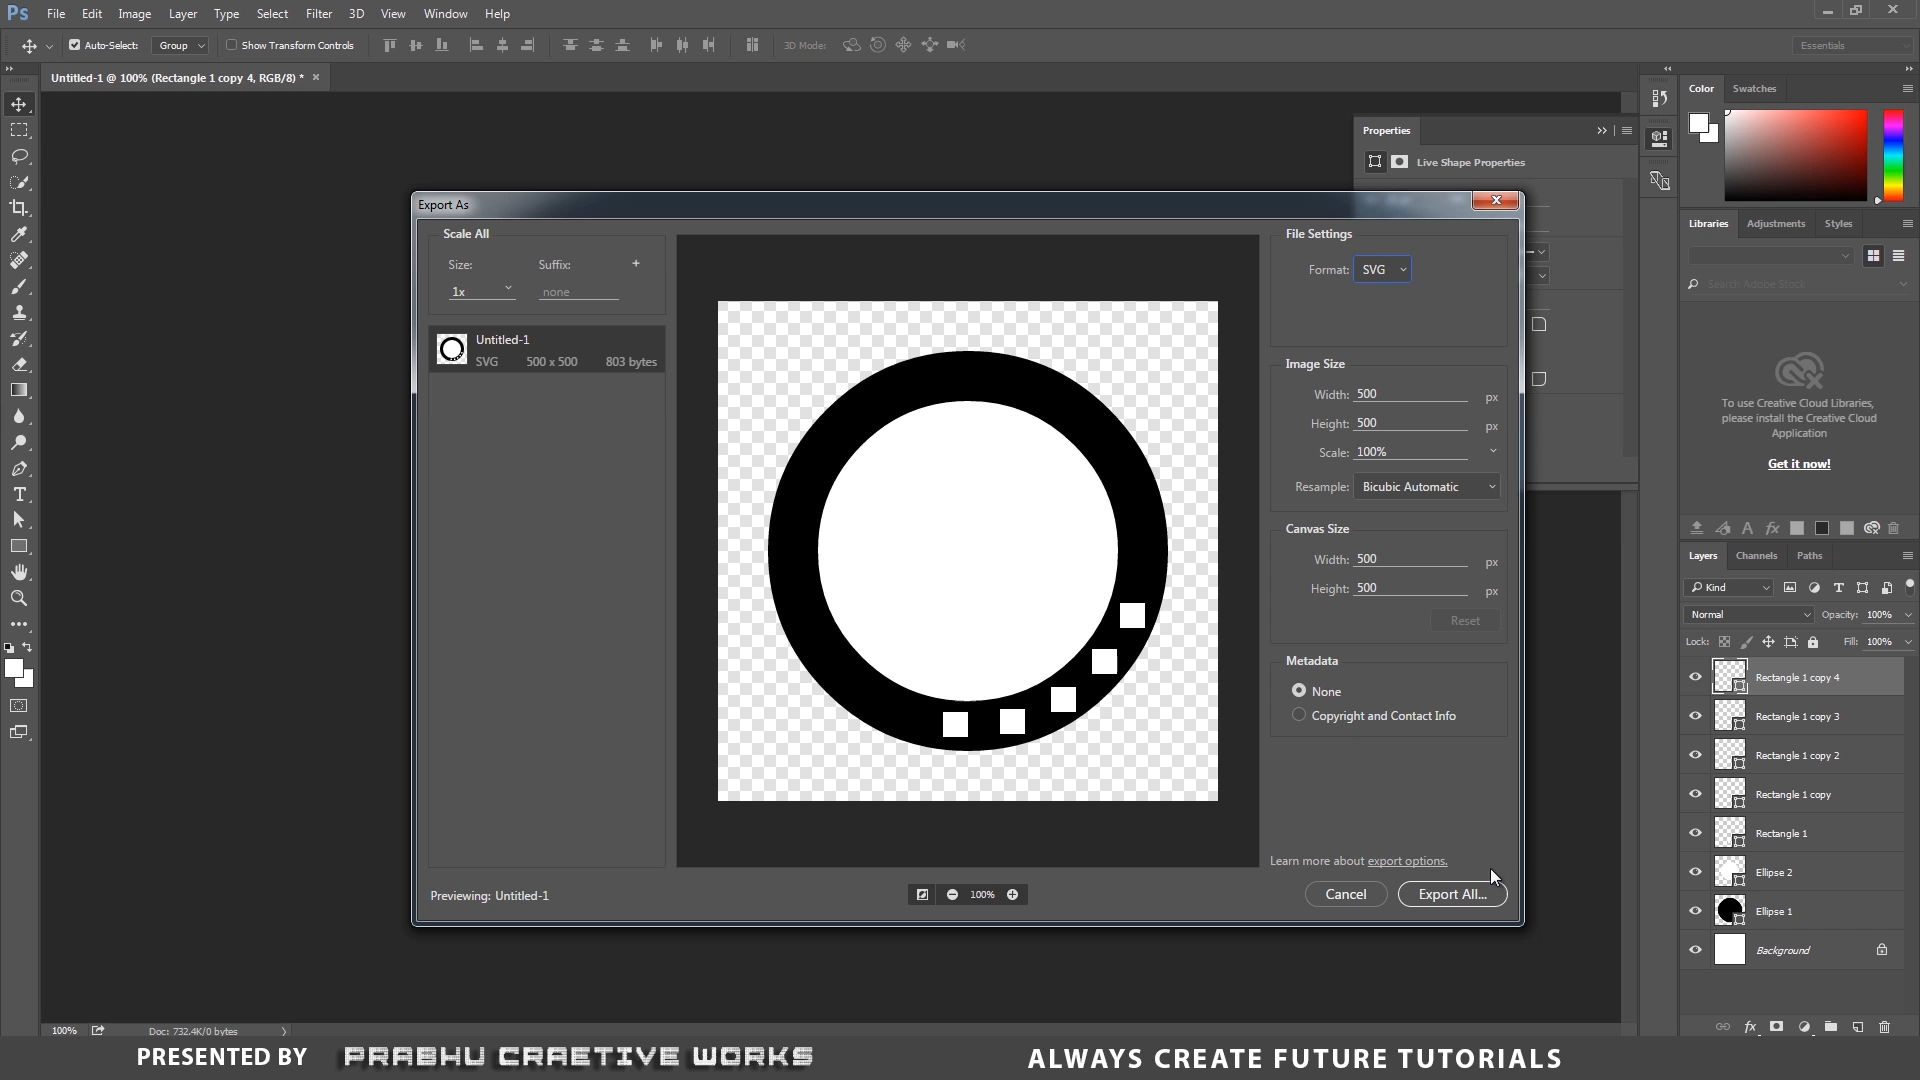 Ps File Edit Image Layer Type Select Filter 3D View Window Help
Auto-Select: Group Show Transform Controls 3D Mode: Essentials
Untitled-1 @ 100% (Rectangle 1 copy 4, RGB/8) *
Color Swatches
Properties
Live Shape Properties
Export As
Scale All
Size: Suffix:
1x none
Untitled-1
SVG 500 x 500 803 bytes
File Settings
Format: SVG
Image Size
Width: 500 px
Height: 500 px
Scale: 100%
Resample: Bicubic Automatic
Canvas Size
Width: 500 px
Height: 500 px
Reset
Metadata
None
Copyright and Contact Info
Learn more about export options.
Previewing: Untitled-1
100%
Cancel Export All...
Libraries Adjustments Styles
Search Adobe Stock
To use Creative Cloud Libraries,
please install the Creative Cloud
Application
Get it now!
Layers Channels Paths
Kind
Normal Opacity: 100%
Lock: Fill: 100%
Rectangle 1 copy 4
Rectangle 1 copy 3
Rectangle 1 copy 2
Rectangle 1 copy
Rectangle 1
Ellipse 2
Ellipse 1
Background
100% Doc: 732.4K/0 bytes
PRESENTED BY PRABHU CRAETIVE WORKS ALWAYS CREATE FUTURE TUTORIALS